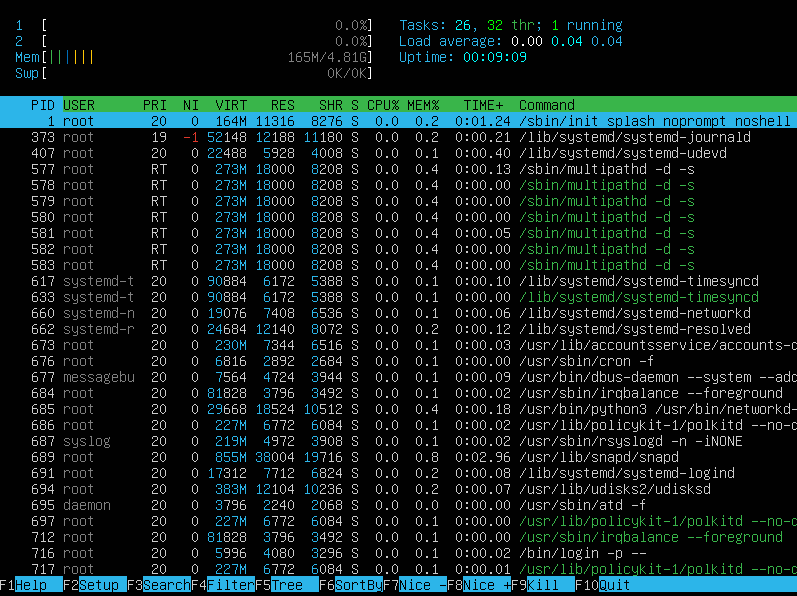 1 [ 0.0%] Tasks: 26, 32 thr; 1 running
2 [ 0.0%] Load average: 0.00 0.04 0.04
Mem[|||||| 165M/4.81G] Uptime: 00:09:09
Swp[ 0K/0K]
PID USER PRI NI VIRT RES SHR S CPU% MEM% TIME+ Command
1 root 20 0 164M 11316 8276 S 0.0 0.2 0:01.24 /sbin/init splash noprompt noshell
373 root 19 -1 52148 12188 11180 S 0.0 0.2 0:00.21 /lib/systemd/systemd-journald
407 root 20 0 22488 5928 4008 S 0.0 0.1 0:00.40 /lib/systemd/systemd-udevd
577 root RT 0 273M 18000 8208 S 0.0 0.4 0:00.13 /sbin/multipathd -d -s
578 root RT 0 273M 18000 8208 S 0.0 0.4 0:00.00 /sbin/multipathd -d -s
579 root RT 0 273M 18000 8208 S 0.0 0.4 0:00.00 /sbin/multipathd -d -s
580 root RT 0 273M 18000 8208 S 0.0 0.4 0:00.00 /sbin/multipathd -d -s
581 root RT 0 273M 18000 8208 S 0.0 0.4 0:00.05 /sbin/multipathd -d -s
582 root RT 0 273M 18000 8208 S 0.0 0.4 0:00.00 /sbin/multipathd -d -s
583 root RT 0 273M 18000 8208 S 0.0 0.4 0:00.00 /sbin/multipathd -d -s
617 systemd-t 20 0 90884 6172 5388 S 0.0 0.1 0:00.10 /lib/systemd/systemd-timesyncd
633 systemd-t 20 0 90884 6172 5388 S 0.0 0.1 0:00.00 /lib/systemd/systemd-timesyncd
660 systemd-n 20 0 19076 7408 6536 S 0.0 0.1 0:00.06 /lib/systemd/systemd-networkd
662 systemd-r 20 0 24684 12140 8072 S 0.0 0.2 0:00.12 /lib/systemd/systemd-resolved
673 root 20 0 230M 7344 6516 S 0.0 0.1 0:00.03 /usr/lib/accountsservice/accounts-d
676 root 20 0 6816 2892 2684 S 0.0 0.1 0:00.00 /usr/sbin/cron -f
677 messagebu 20 0 7564 4724 3944 S 0.0 0.1 0:00.09 /usr/bin/dbus-daemon --system --add
684 root 20 0 81828 3796 3492 S 0.0 0.1 0:00.02 /usr/sbin/irqbalance --foreground
685 root 20 0 29668 18524 10512 S 0.0 0.4 0:00.18 /usr/bin/python3 /usr/bin/networkd-
686 root 20 0 227M 6772 6084 S 0.0 0.1 0:00.02 /usr/lib/policykit-1/polkitd --no-d
687 syslog 20 0 219M 4972 3908 S 0.0 0.1 0:00.02 /usr/sbin/rsyslogd -n -iNONE
689 root 20 0 855M 38004 19716 S 0.0 0.8 0:02.96 /usr/lib/snapd/snapd
691 root 20 0 17312 7712 6824 S 0.0 0.2 0:00.08 /lib/systemd/systemd-logind
694 root 20 0 383M 12104 10236 S 0.0 0.2 0:00.07 /usr/lib/udisks2/udisksd
695 daemon 20 0 3796 2240 2068 S 0.0 0.0 0:00.00 /usr/sbin/atd -f
697 root 20 0 227M 6772 6084 S 0.0 0.1 0:00.00 /usr/lib/policykit-1/polkitd --no-d
712 root 20 0 81828 3796 3492 S 0.0 0.1 0:00.00 /usr/sbin/irqbalance --foreground
716 root 20 0 5996 4080 3296 S 0.0 0.1 0:00.02 /bin/login -p --
717 root 20 0 227M 6772 6084 S 0.0 0.1 0:00.01 /usr/lib/policykit-1/polkitd --no-d
F1Help F2Setup F3SearchF4FilterF5Tree F6SortByF7Nice -F8Nice +F9Kill F10Quit